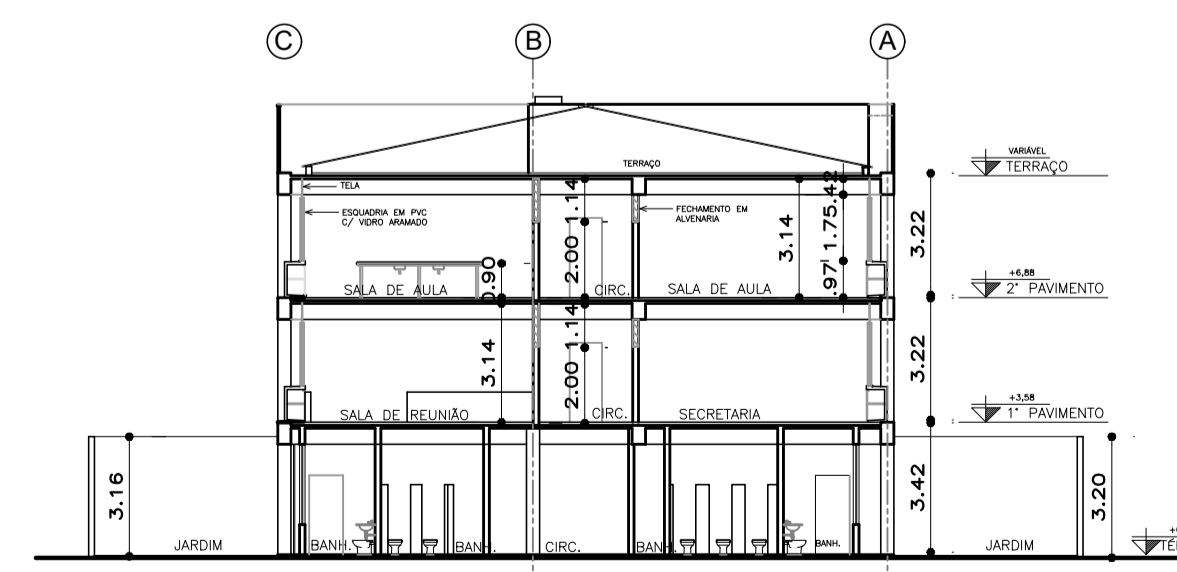 C
B
A
VARIÁVEL
TERRAÇO
TERRAÇO
TELA
ESQUADRIA EM PVC
C/ VIDRO ARAMADO
FECHAMENTO EM
ALVENARIA
1.14
2.00
0.90
3.14
.42
1.75
.97
3.22
SALA DE AULA
CIRC.
SALA DE AULA
+6,88
2° PAVIMENTO
3.14
1.14
2.00
3.22
SALA DE REUNIÃO
CIRC.
SECRETARIA
+3,58
1° PAVIMENTO
3.16
3.42
3.20
JARDIM
BANH.
BANH.
CIRC.
BANH.
BANH.
JARDIM